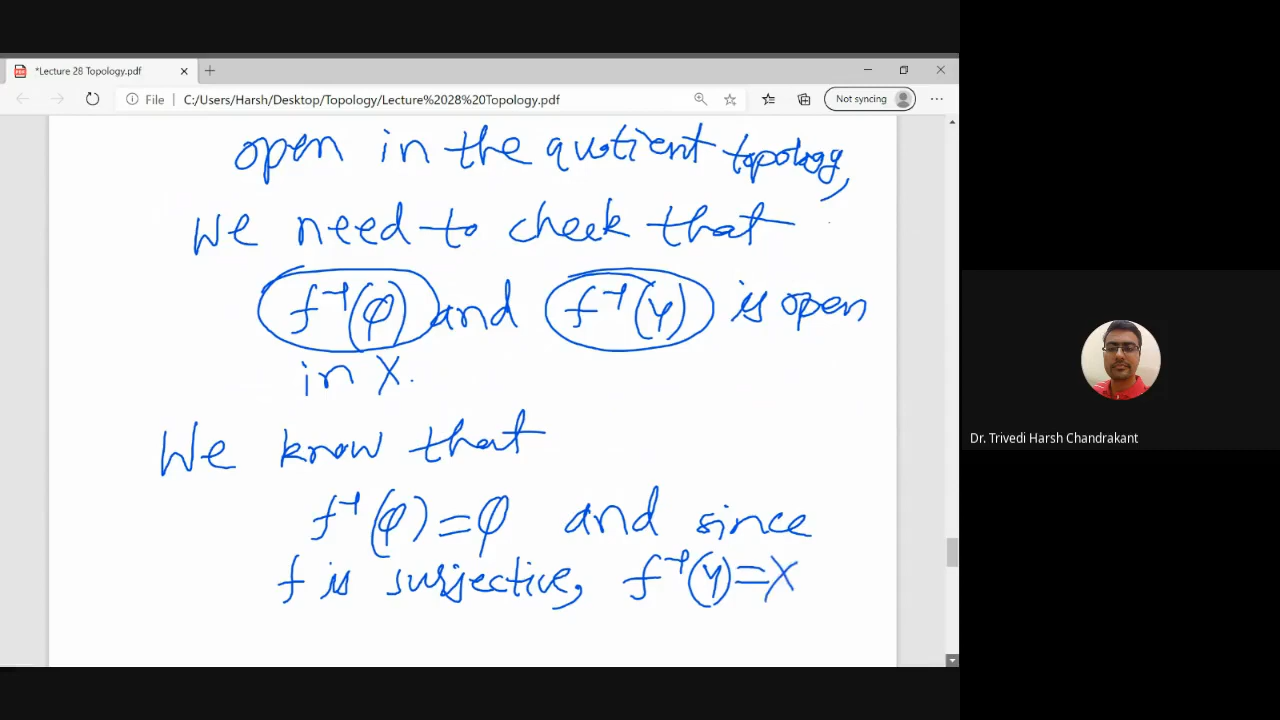 *Lecture 28 Topology.pdf
File | C:/Users/Harsh/Desktop/Topology/Lecture%2028%20Topology.pdf
Not syncing
open in the quotient topology,
We need to check that
f⁻¹(φ) and f⁻¹(Y) is open
in X.
We know that
f⁻¹(φ) = φ and since
f is surjective, f⁻¹(Y) = X
Dr. Trivedi Harsh Chandrakant